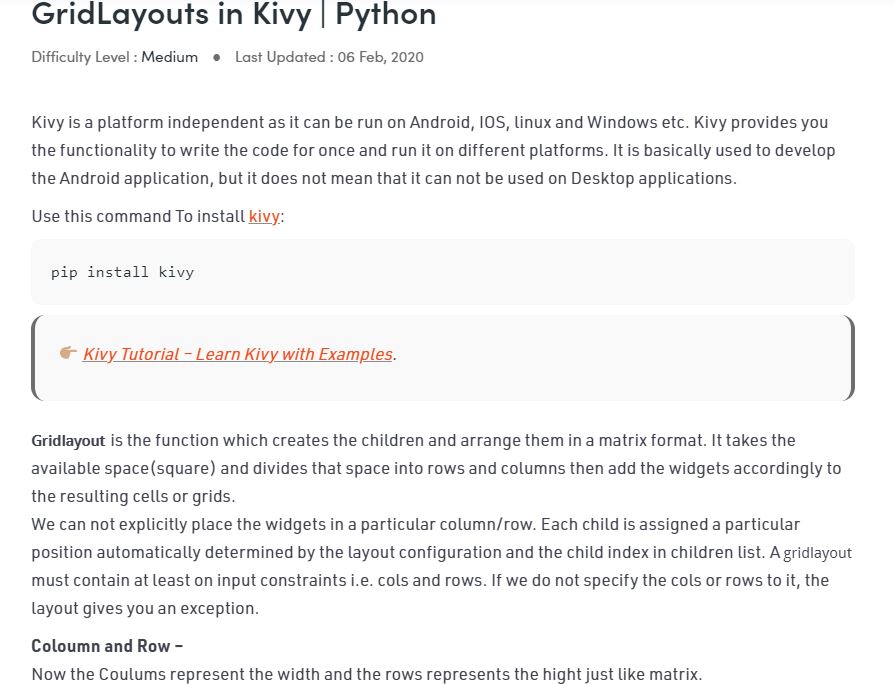 GridLayouts in Kivy | Python
Difficulty Level : Medium ● Last Updated : 06 Feb, 2020
Kivy is a platform independent as it can be run on Android, IOS, linux and Windows etc. Kivy provides you
the functionality to write the code for once and run it on different platforms. It is basically used to develop
the Android application, but it does not mean that it can not be used on Desktop applications.
Use this command To install kivy:
pip install kivy
👉🏽 Kivy Tutorial – Learn Kivy with Examples.
Gridlayout is the function which creates the children and arrange them in a matrix format. It takes the
available space(square) and divides that space into rows and columns then add the widgets accordingly to
the resulting cells or grids.
We can not explicitly place the widgets in a particular column/row. Each child is assigned a particular
position automatically determined by the layout configuration and the child index in children list. A gridlayout
must contain at least on input constraints i.e. cols and rows. If we do not specify the cols or rows to it, the
layout gives you an exception.
Coloumn and Row –
Now the Coulums represent the width and the rows represents the hight just like matrix.